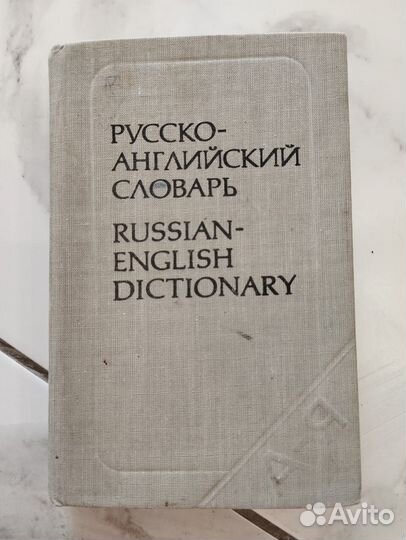 РУССКО-
АНГЛИЙСКИЙ
СЛОВАРЬ
RUSSIAN-
ENGLISH
DICTIONARY
А-Я
Avito